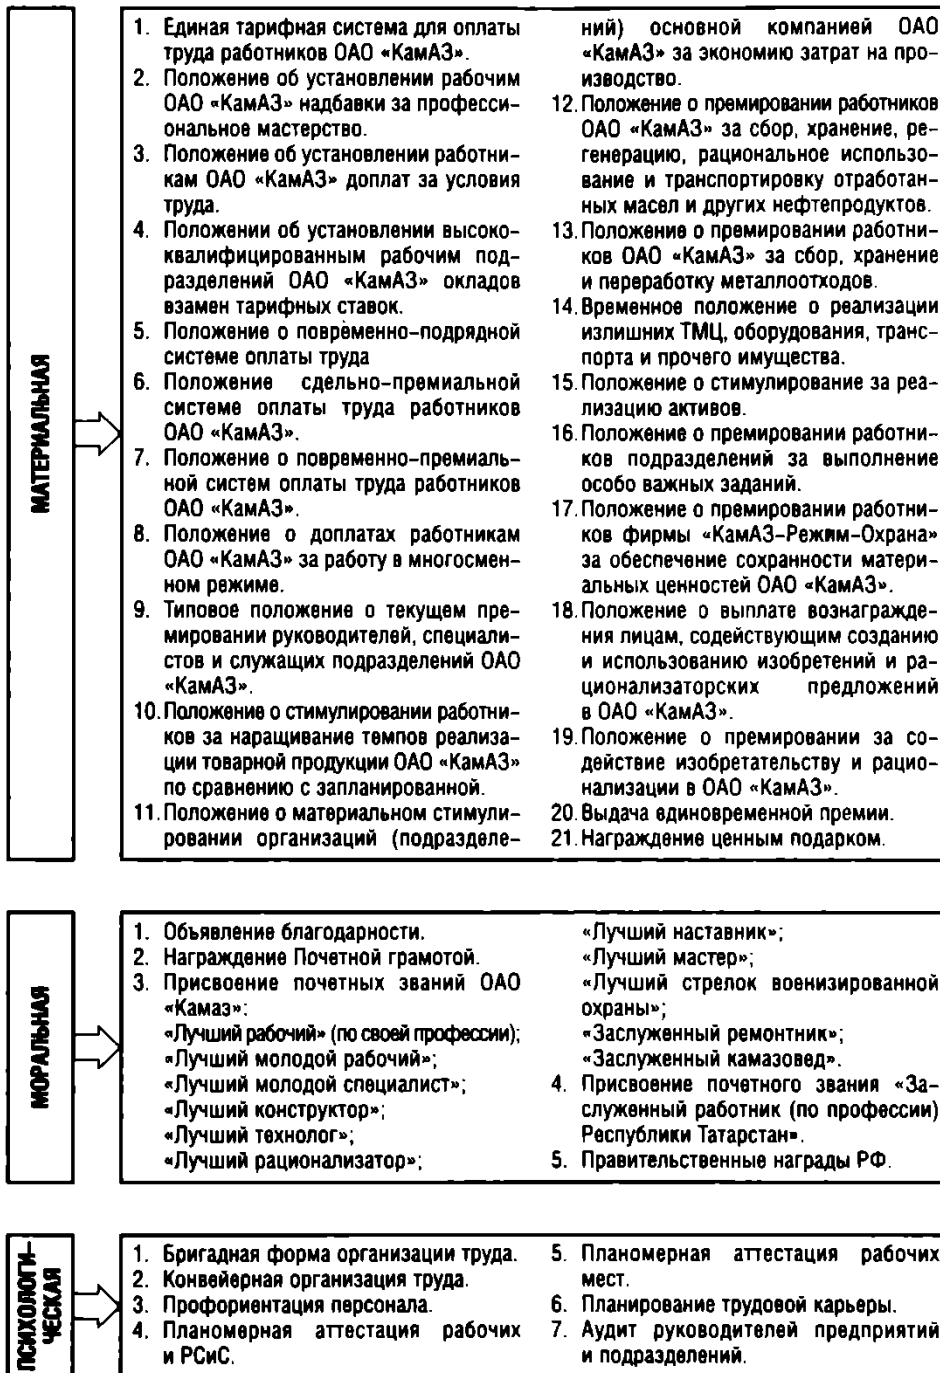 МАТЕРИАЛЬНАЯ
1. Единая тарифная система для оплаты
труда работников ОАО «КамАЗ».
2. Положение об установлении рабочим
ОАО «КамАЗ» надбавки за професси-
ональное мастерство.
3. Положение об установлении работни-
кам ОАО «КамАЗ» доплат за условия
труда.
4. Положении об установлении высоко-
квалифицированным рабочим под-
разделений ОАО «КамАЗ» окладов
взамен тарифных ставок.
5. Положение о повременно-подрядной
системе оплаты труда
6. Положение сдельно-премиальной
системе оплаты труда работников
ОАО «КамАЗ».
7. Положение о повременно-премиаль-
ной систем оплаты труда работников
ОАО «КамАЗ».
8. Положение о доплатах работникам
ОАО «КамАЗ» за работу в многосмен-
ном режиме.
9. Типовое положение о текущем пре-
мировании руководителей, специали-
стов и служащих подразделений ОАО
«КамАЗ».
10. Положение о стимулировании работни-
ков за наращивание темпов реализа-
ции товарной продукции ОАО «КамАЗ»
по сравнению с запланированной.
11. Положение о материальном стимули-
ровании организаций (подразделе-
ний) основной компанией ОАО
«КамАЗ» за экономию затрат на про-
изводство.
12. Положение о премировании работников
ОАО «КамАЗ» за сбор, хранение, ре-
генерацию, рациональное использо-
вание и транспортировку отработан-
ных масел и других нефтепродуктов.
13. Положение о премировании работни-
ков ОАО «КамАЗ» за сбор, хранение
и переработку металлоотходов.
14. Временное положение о реализации
излишних ТМЦ, оборудования, транс-
порта и прочего имущества.
15. Положение о стимулирование за реа-
лизацию активов.
16. Положение о премировании работни-
ков подразделений за выполнение
особо важных заданий.
17. Положение о премировании работни-
ков фирмы «КамАЗ-Режим-Охрана»
за обеспечение сохранности матери-
альных ценностей ОАО «КамАЗ».
18. Положение о выплате вознагражде-
ния лицам, содействующим созданию
и использованию изобретений и ра-
ционализаторских предложений
в ОАО «КамАЗ».
19. Положение о премировании за со-
действие изобретательству и рацио-
нализации в ОАО «КамАЗ».
20. Выдача единовременной премии.
21. Награждение ценным подарком.
МОРАЛЬНАЯ
1. Объявление благодарности.
2. Награждение Почетной грамотой.
3. Присвоение почетных званий ОАО
«Камаз»:
«Лучший рабочий» (по своей профессии);
«Лучший молодой рабочий»;
«Лучший молодой специалист»;
«Лучший конструктор»;
«Лучший технолог»;
«Лучший рационализатор»;
«Лучший наставник»;
«Лучший мастер»;
«Лучший стрелок военизированной
охраны»;
«Заслуженный ремонтник»;
«Заслуженный камазовед».
4. Присвоение почетного звания «За-
служенный работник (по профессии)
Республики Татарстан».
5. Правительственные награды РФ.
ПСИХОЛОГИ-
ЧЕСКАЯ
1. Бригадная форма организации труда.
2. Конвейерная организация труда.
3. Профориентация персонала.
4. Планомерная аттестация рабочих
и РСиС.
5. Планомерная аттестация рабочих
мест.
6. Планирование трудовой карьеры.
7. Аудит руководителей предприятий
и подразделений.